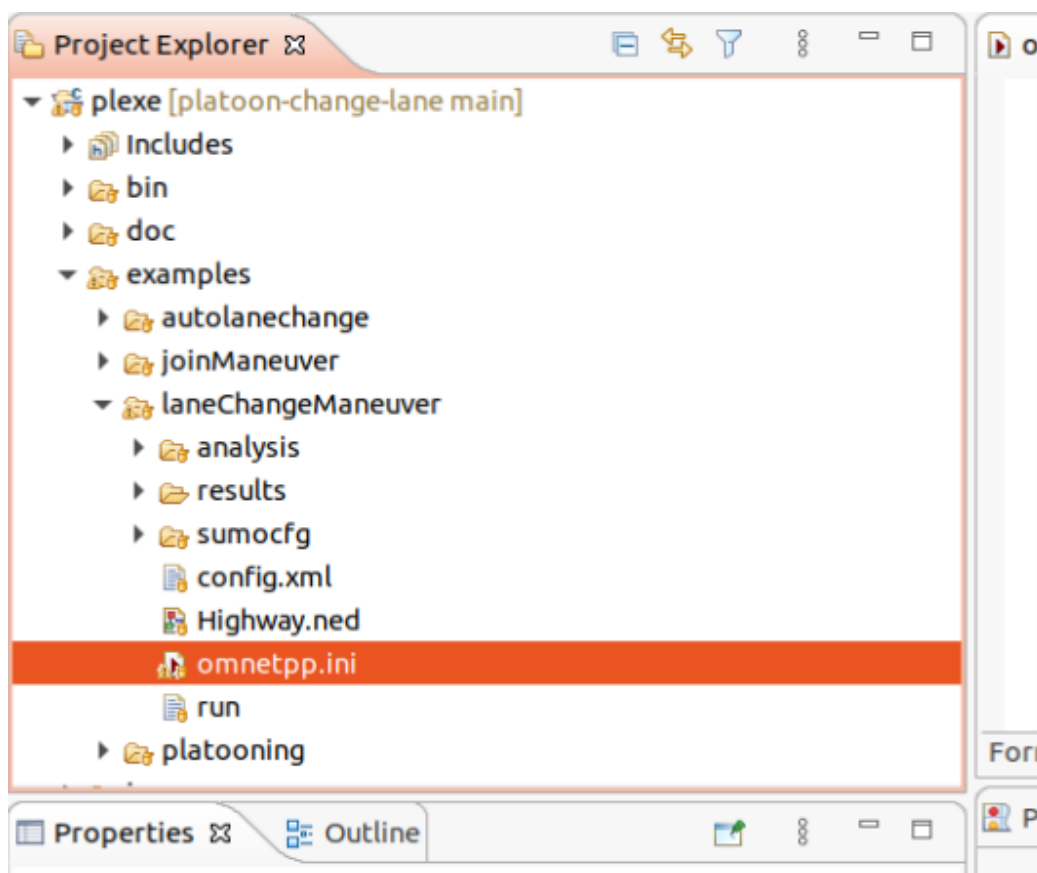 Project Explorer
plexe [platoon-change-lane main]
Includes
bin
doc
examples
autolanechange
joinManeuver
laneChangeManeuver
analysis
results
sumocfg
config.xml
Highway.ned
omnetpp.ini
run
platooning
Properties
Outline